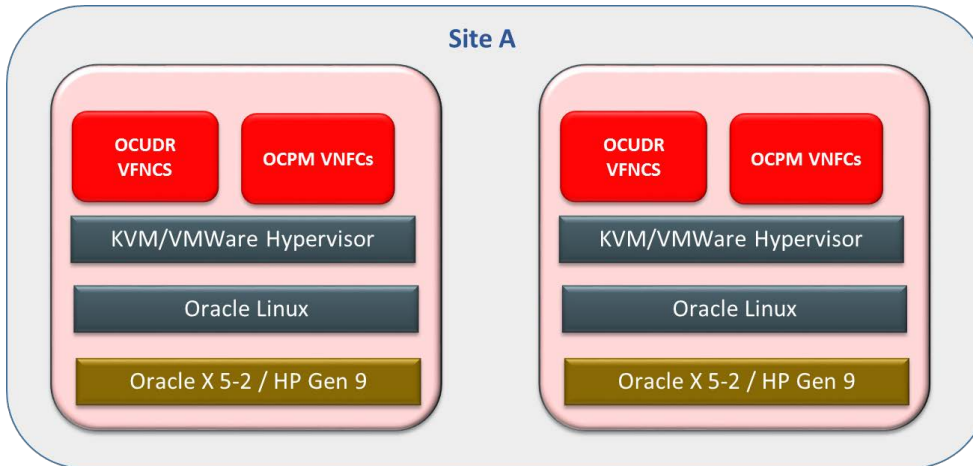 Site A
OCUDR
VFNCS
OCPM VNFCs
KVM/VMWare Hypervisor
Oracle Linux
Oracle X 5-2 / HP Gen 9
OCUDR
VFNCS
OCPM VNFCs
KVM/VMWare Hypervisor
Oracle Linux
Oracle X 5-2 / HP Gen 9